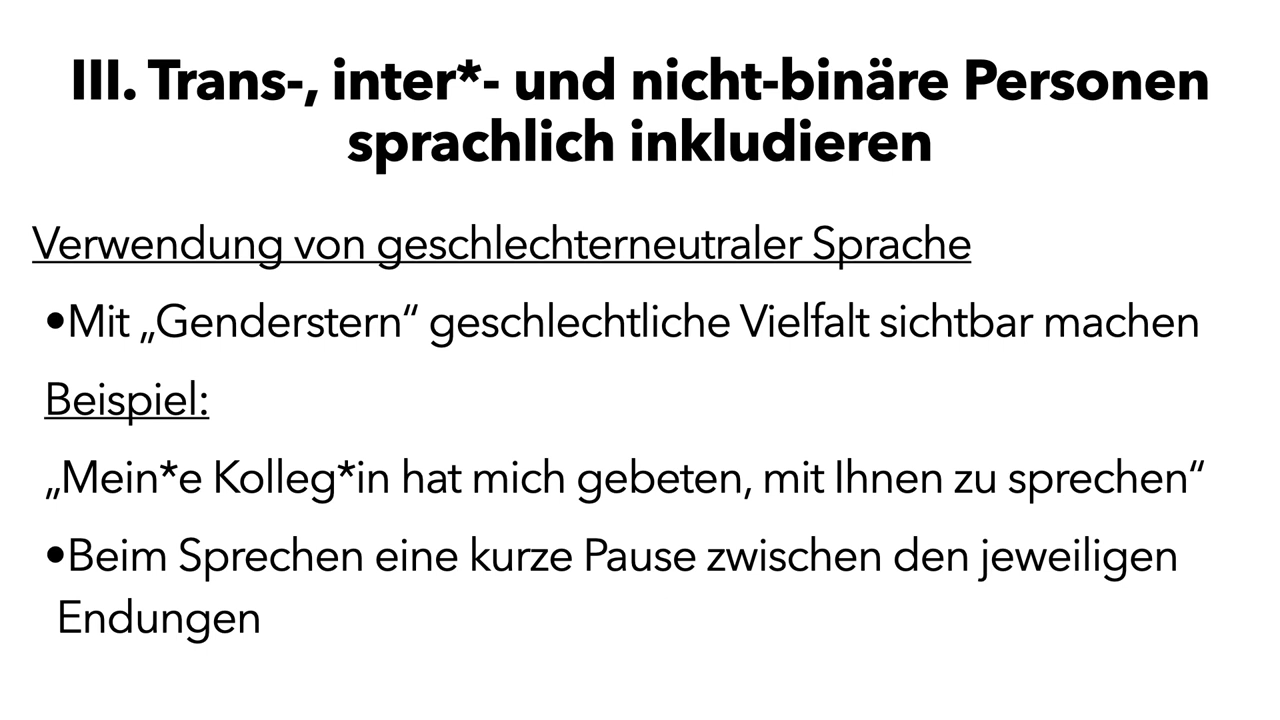 III. Trans-, inter*- und nicht-binäre Personen
sprachlich inkludieren
Verwendung von geschlechterneutraler Sprache
•Mit „Genderstern“ geschlechtliche Vielfalt sichtbar machen
Beispiel:
„Mein*e Kolleg*in hat mich gebeten, mit Ihnen zu sprechen“
•Beim Sprechen eine kurze Pause zwischen den jeweiligen
Endungen